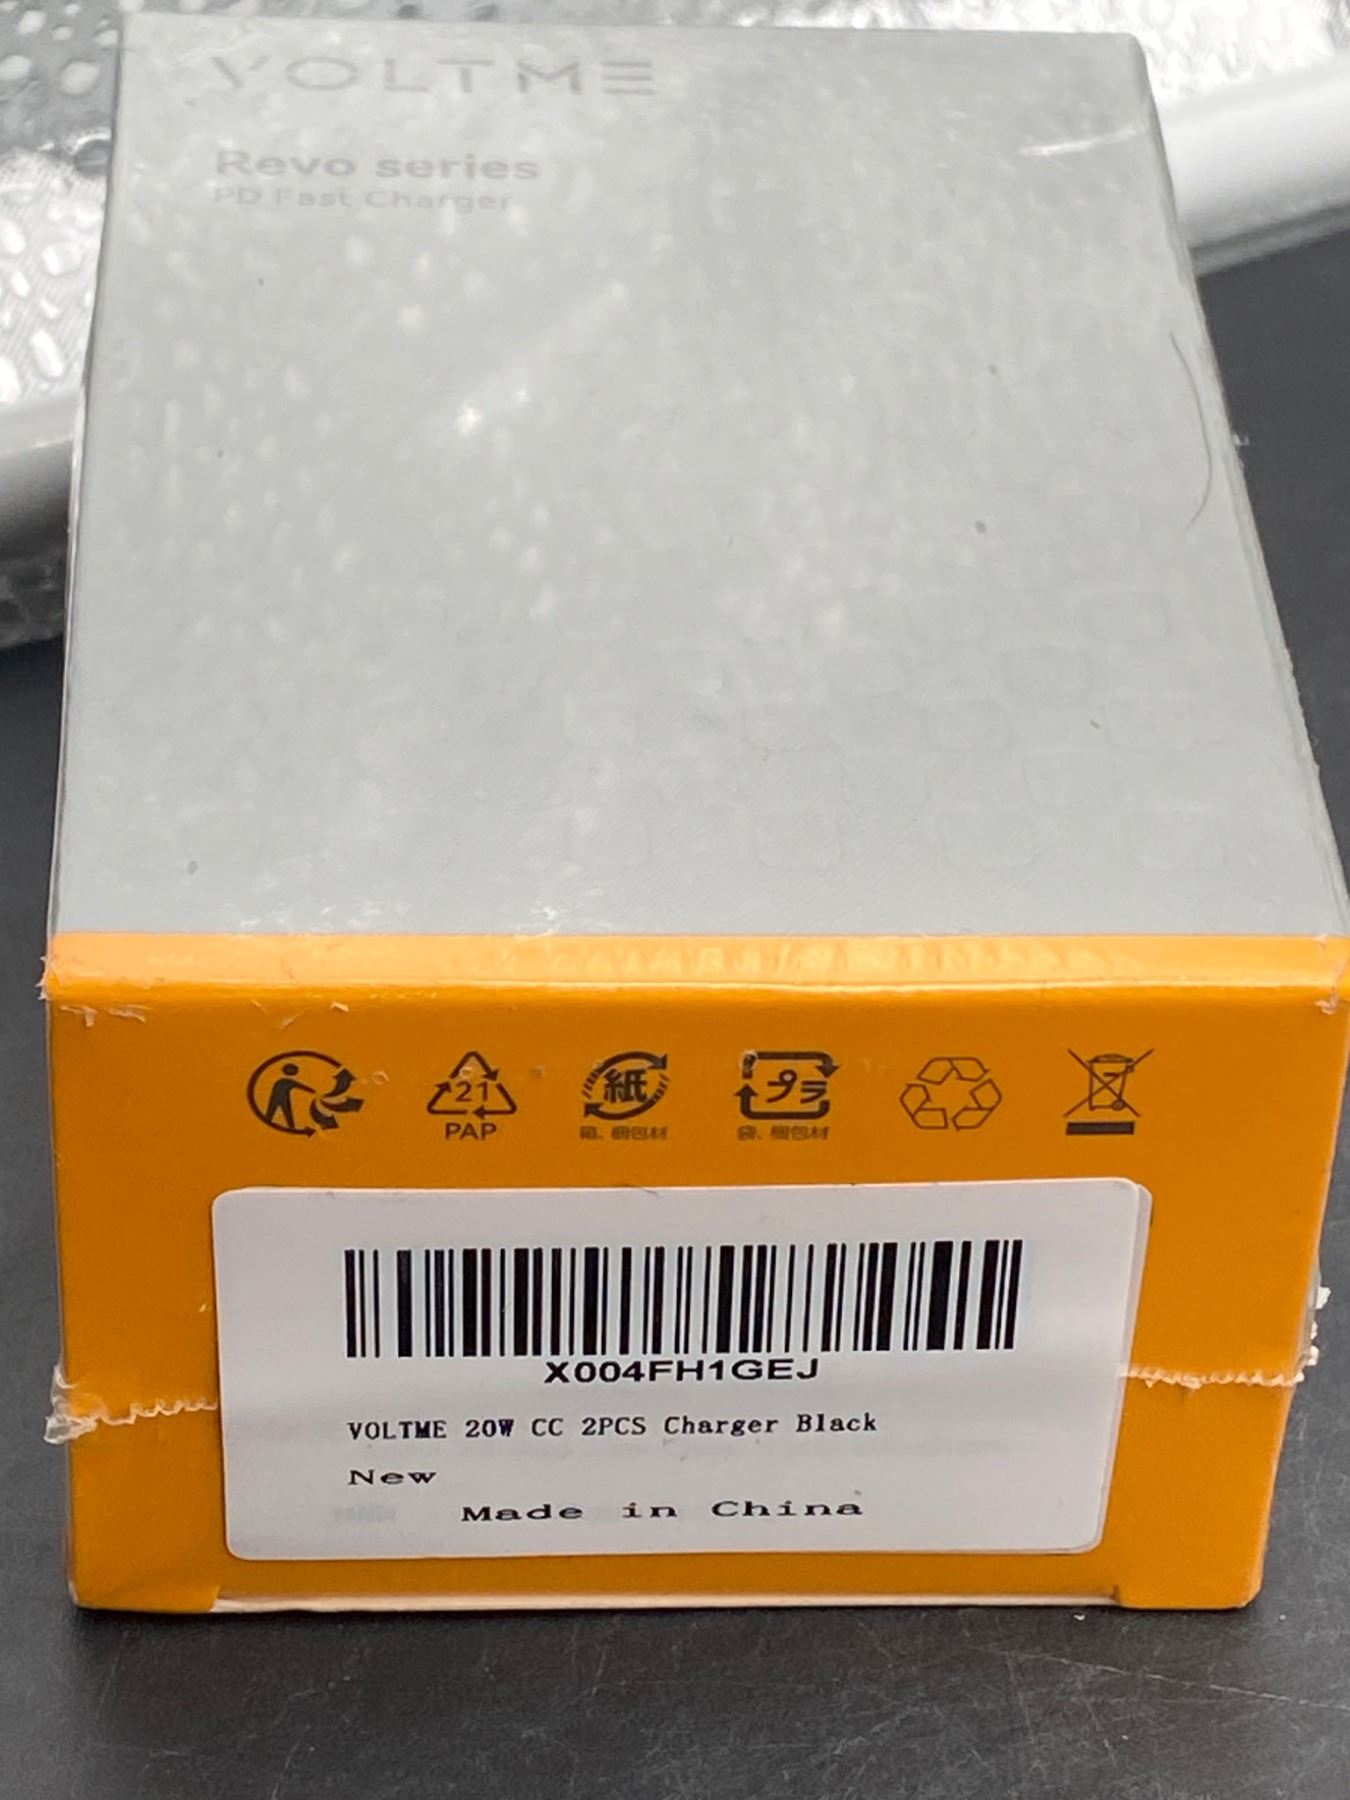 VOLTME
Revo series
PD Fast Charger
21
PAP
紙
箱、梱包材
プラ
袋、梱包材
X004FH1GEJ
VOLTME 20W CC 2PCS Charger Black
New
Made in China